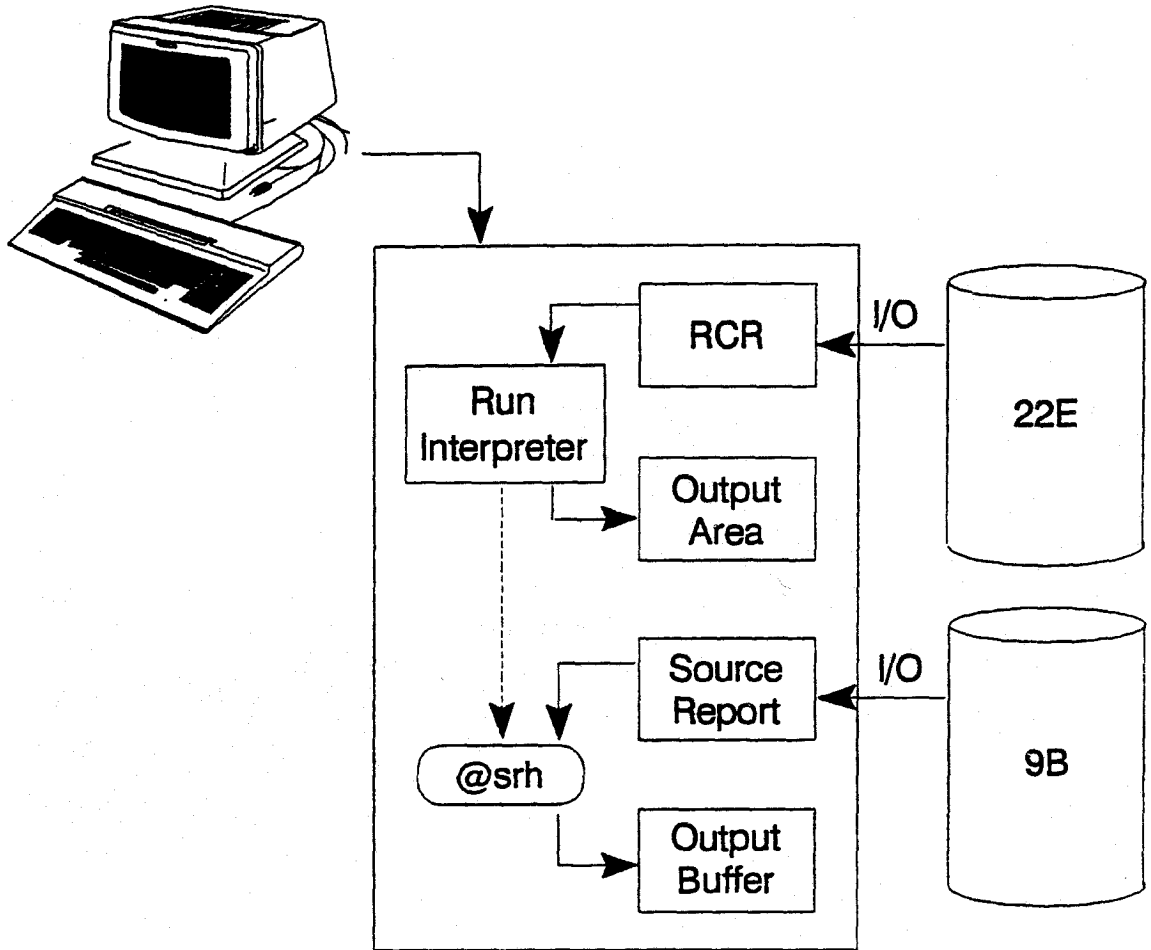 RCR
I/O
Run
Interpreter
22E
Output
Area
Source
Report
I/O
@srh
9B
Output
Buffer